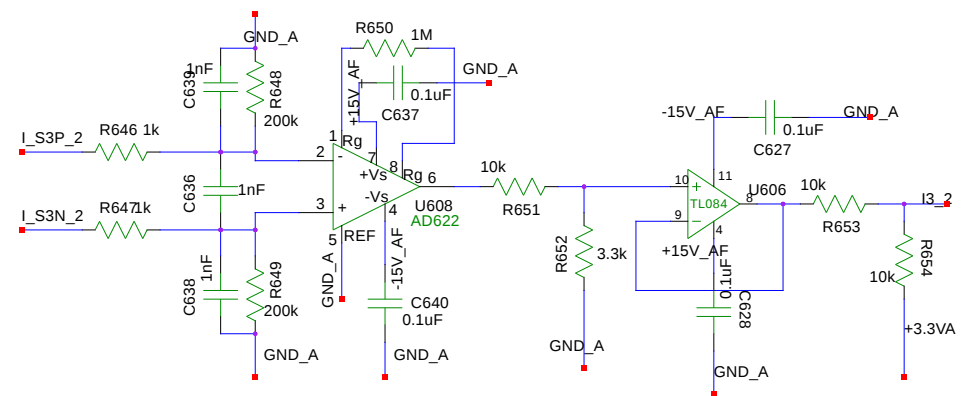 GND_A
1nF
C639
R648
200k
I_S3P_2
R646 1k
C636
1nF
I_S3N_2
R647 1k
1nF
C638
R649
200k
GND_A
R650
1M
+15V_AF
C637
0.1uF
GND_A
1
Rg
2
-
7
+Vs
8
Rg
6
-Vs
3
+
4
5
REF
U608
AD622
GND_A
-15V_AF
C640
0.1uF
GND_A
10k
R651
R652
3.3k
GND_A
-15V_AF
C627
0.1uF
GND_A
10
+
11
TL084
U606
8
9
−
4
+15V_AF
0.1uF
C628
GND_A
10k
R653
I3_2
R654
10k
+3.3VA